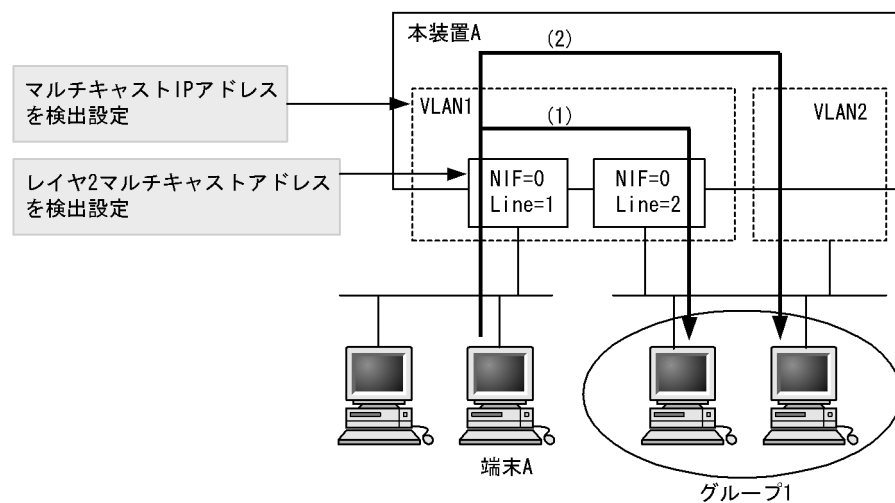 本装置A
(2)
マルチキャストIPアドレス
を検出設定
VLAN1
(1)
VLAN2
レイヤ2マルチキャストアドレス
を検出設定
NIF=0
Line=1
NIF=0
Line=2
端末A
グループ1